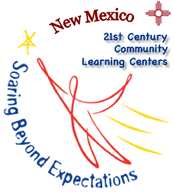 New Mexico
21st Century
Community
Learning Centers
Soaring Beyond Expectations